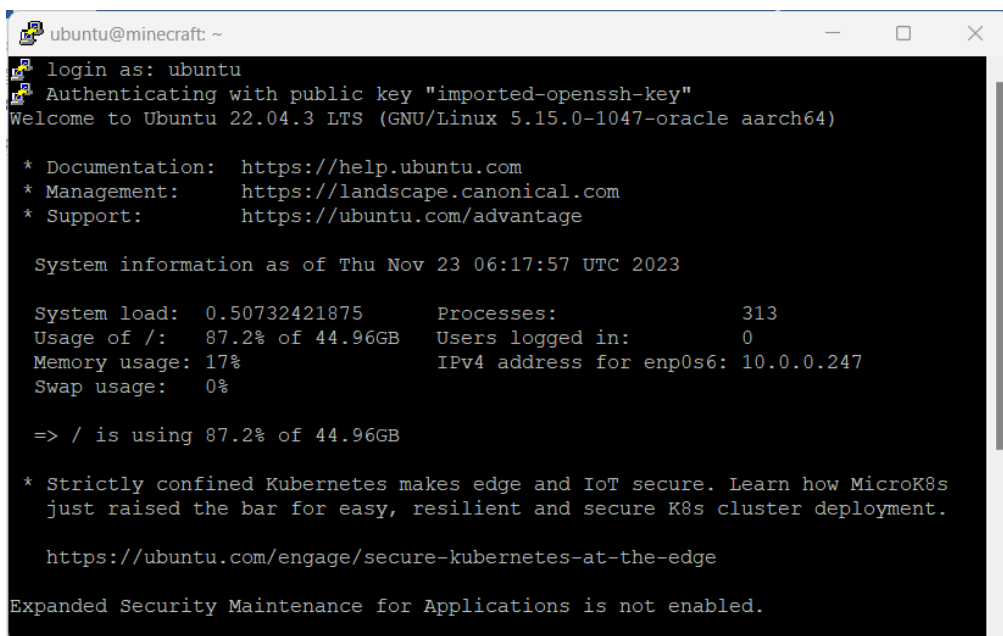 ubuntu@minecraft: ~
login as: ubuntu
Authenticating with public key "imported-openssh-key"
Welcome to Ubuntu 22.04.3 LTS (GNU/Linux 5.15.0-1047-oracle aarch64)
* Documentation:  https://help.ubuntu.com
* Management:     https://landscape.canonical.com
* Support:        https://ubuntu.com/advantage
System information as of Thu Nov 23 06:17:57 UTC 2023
System load:  0.50732421875      Processes:               313
Usage of /:   87.2% of 44.96GB   Users logged in:         0
Memory usage: 17%                IPv4 address for enp0s6: 10.0.0.247
Swap usage:   0%
=> / is using 87.2% of 44.96GB
* Strictly confined Kubernetes makes edge and IoT secure. Learn how MicroK8s
just raised the bar for easy, resilient and secure K8s cluster deployment.
https://ubuntu.com/engage/secure-kubernetes-at-the-edge
Expanded Security Maintenance for Applications is not enabled.